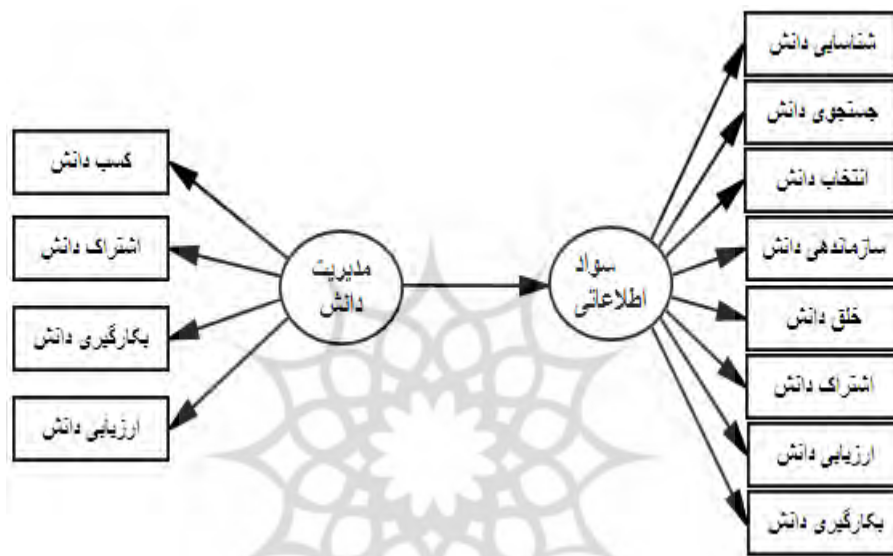 شناسایی دانش
جستجوی دانش
انتخاب دانش
سازماندهی دانش
خلق دانش
اشتراک دانش
ارزیابی دانش
بکارگیری دانش
سواد
اطلاعاتی
مدیریت
دانش
کسب دانش
اشتراک دانش
بکارگیری دانش
ارزیابی دانش